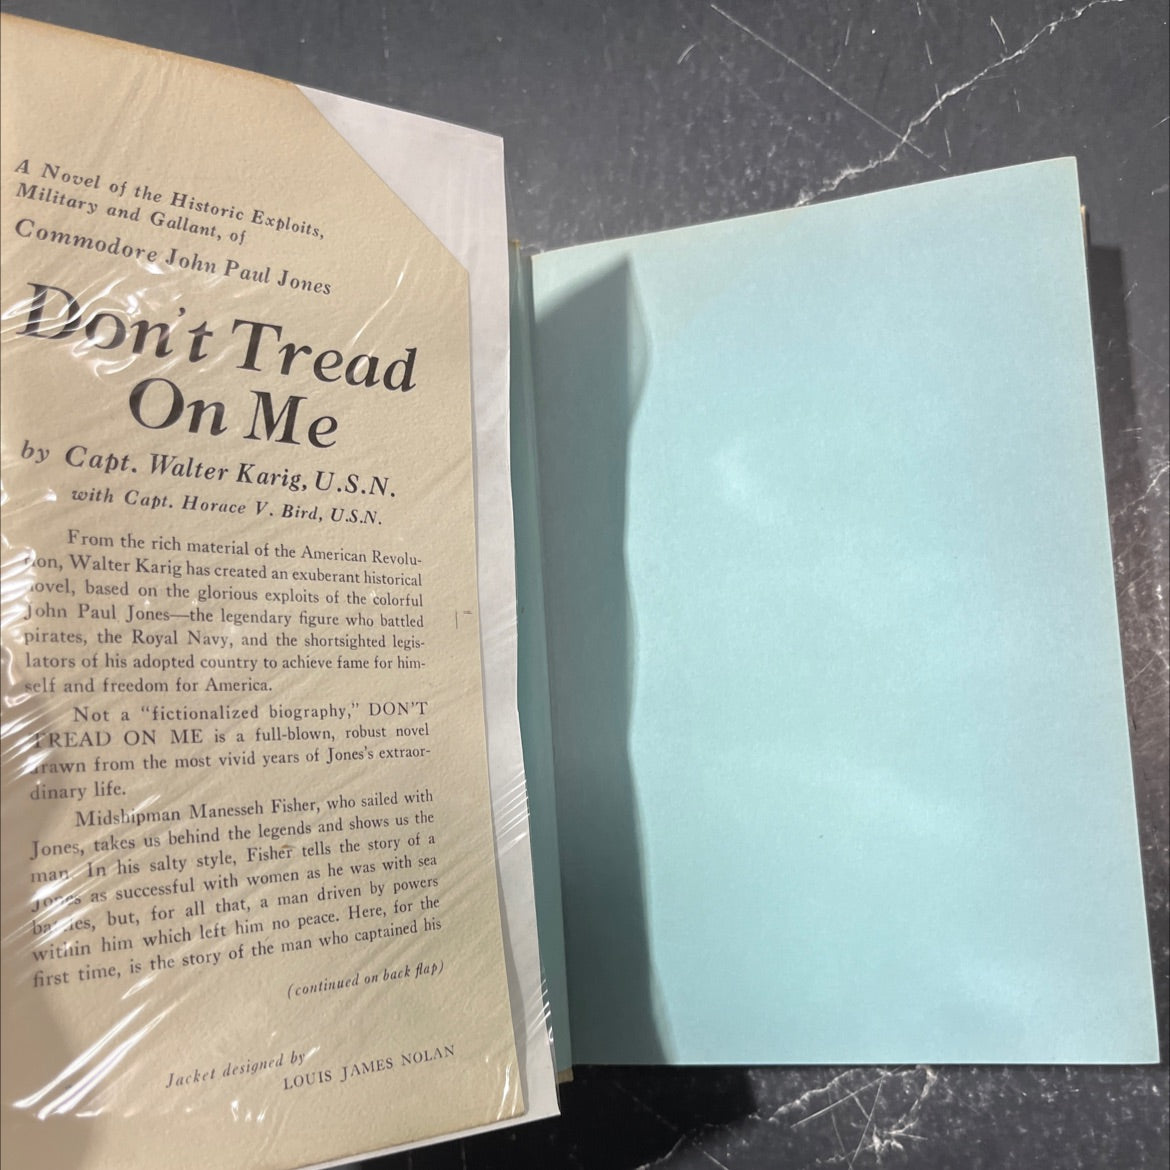 A Novel of the Historic Exploits,
Military and Gallant, of
Commodore John Paul Jones
Don't Tread
On Me
by Capt. Walter Karig, U.S.N.
with Capt. Horace V. Bird, U.S.N.
From the rich material of the American Revolu-
tion, Walter Karig has created an exuberant historical
novel, based on the glorious exploits of the colorful
John Paul Jones—the legendary figure who battled
pirates, the Royal Navy, and the shortsighted legis-
lators of his adopted country to achieve fame for him-
self and freedom for America.
Not a “fictionalized biography,” DON'T
TREAD ON ME is a full-blown, robust novel
drawn from the most vivid years of Jones's extraor-
dinary life.
Midshipman Manesseh Fisher, who sailed with
Jones, takes us behind the legends and shows us the
man. In his salty style, Fisher tells the story of a
Jones as successful with women as he was with sea
battles, but, for all that, a man driven by powers
within him which left him no peace. Here, for the
first time, is the story of the man who captained his
(continued on back flap)
Jacket designed by
LOUIS JAMES NOLAN